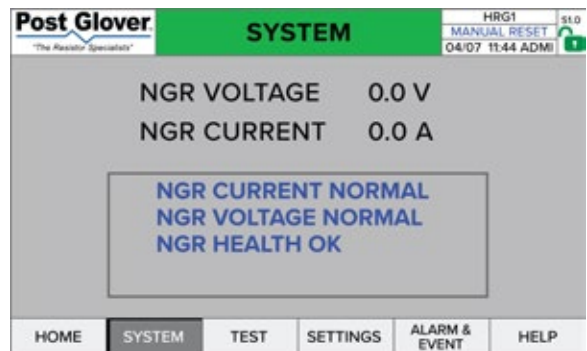 Post Glover
"The Resistor Specialists"
SYSTEM
HRG1
MANUAL RESET
04/07 11:44 ADMI
S1.0
1
NGR VOLTAGE 0.0 V
NGR CURRENT 0.0 A
NGR CURRENT NORMAL
NGR VOLTAGE NORMAL
NGR HEALTH OK
HOME
SYSTEM
TEST
SETTINGS
ALARM &
EVENT
HELP